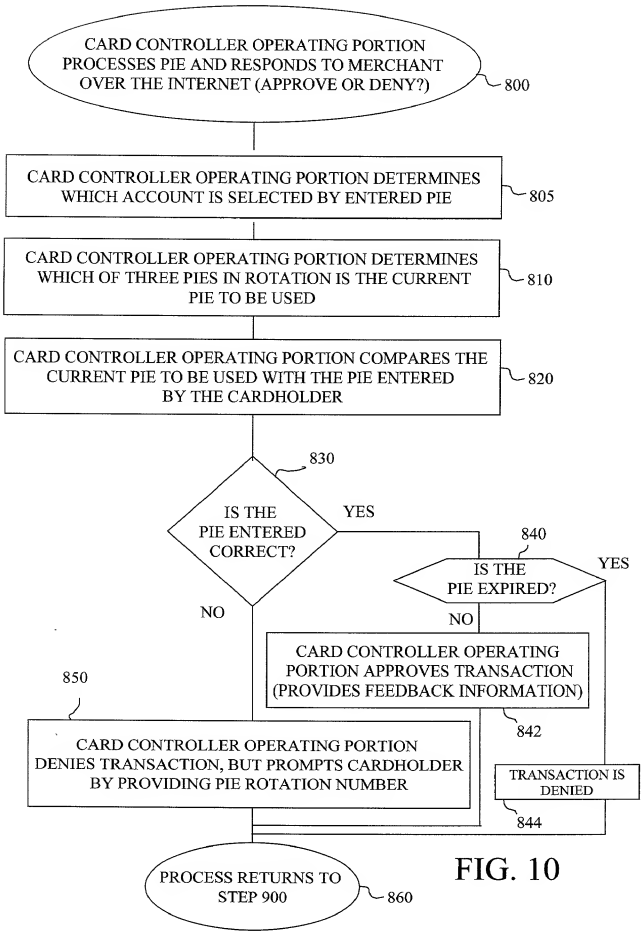 CARD CONTROLLER OPERATING PORTION
PROCESSES PIE AND RESPONDS TO MERCHANT
OVER THE INTERNET (APPROVE OR DENY?)
800
CARD CONTROLLER OPERATING PORTION DETERMINES
WHICH ACCOUNT IS SELECTED BY ENTERED PIE
805
CARD CONTROLLER OPERATING PORTION DETERMINES
WHICH OF THREE PIES IN ROTATION IS THE CURRENT
PIE TO BE USED
810
CARD CONTROLLER OPERATING PORTION COMPARES THE
CURRENT PIE TO BE USED WITH THE PIE ENTERED
BY THE CARDHOLDER
820
830
IS THE
PIE ENTERED
CORRECT?
YES
NO
840
IS THE
PIE EXPIRED?
YES
NO
CARD CONTROLLER OPERATING
PORTION APPROVES TRANSACTION
(PROVIDES FEEDBACK INFORMATION)
842
850
CARD CONTROLLER OPERATING PORTION
DENIES TRANSACTION, BUT PROMPTS CARDHOLDER
BY PROVIDING PIE ROTATION NUMBER
TRANSACTION IS
DENIED
844
PROCESS RETURNS TO
STEP 900
860
FIG. 10